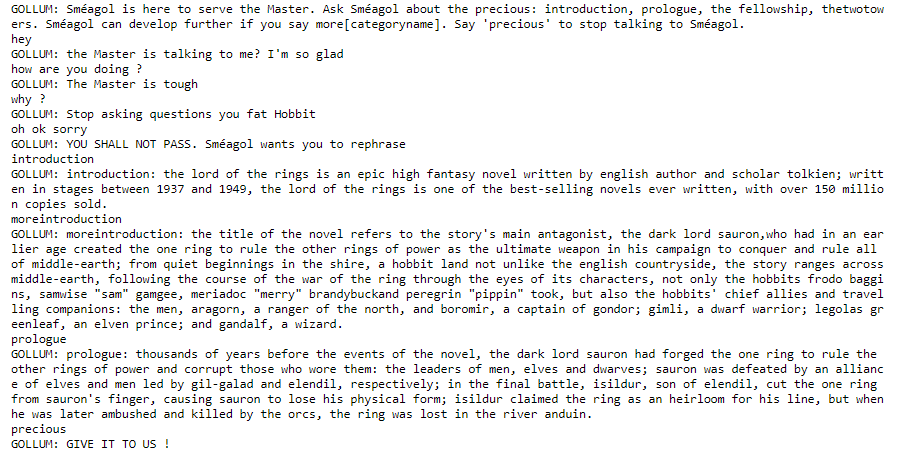 GOLLUM: Sméagol is here to serve the Master. Ask Sméagol about the precious: introduction, prologue, the fellowship, thetwotow
ers. Sméagol can develop further if you say more[categoryname]. Say 'precious' to stop talking to Sméagol.
hey
GOLLUM: the Master is talking to me? I'm so glad
how are you doing ?
GOLLUM: The Master is tough
why ?
GOLLUM: Stop asking questions you fat Hobbit
oh ok sorry
GOLLUM: YOU SHALL NOT PASS. Sméagol wants you to rephrase
introduction
GOLLUM: introduction: the lord of the rings is an epic high fantasy novel written by english author and scholar tolkien; writt
en in stages between 1937 and 1949, the lord of the rings is one of the best-selling novels ever written, with over 150 millio
n copies sold.
moreintroduction
GOLLUM: moreintroduction: the title of the novel refers to the story's main antagonist, the dark lord sauron,who had in an ear
lier age created the one ring to rule the other rings of power as the ultimate weapon in his campaign to conquer and rule all
of middle-earth; from quiet beginnings in the shire, a hobbit land not unlike the english countryside, the story ranges across
middle-earth, following the course of the war of the ring through the eyes of its characters, not only the hobbits frodo baggi
ns, samwise "sam" gamgee, meriadoc "merry" brandybuckand peregrin "pippin" took, but also the hobbits' chief allies and travel
ling companions: the men, aragorn, a ranger of the north, and boromir, a captain of gondor; gimli, a dwarf warrior; legolas gr
eenleaf, an elven prince; and gandalf, a wizard.
prologue
GOLLUM: prologue: thousands of years before the events of the novel, the dark lord sauron had forged the one ring to rule the
other rings of power and corrupt those who wore them: the leaders of men, elves and dwarves; sauron was defeated by an allianc
e of elves and men led by gil-galad and elendil, respectively; in the final battle, isildur, son of elendil, cut the one ring
from sauron's finger, causing sauron to lose his physical form; isildur claimed the ring as an heirloom for his line, but when
he was later ambushed and killed by the orcs, the ring was lost in the river anduin.
precious
GOLLUM: GIVE IT TO US !